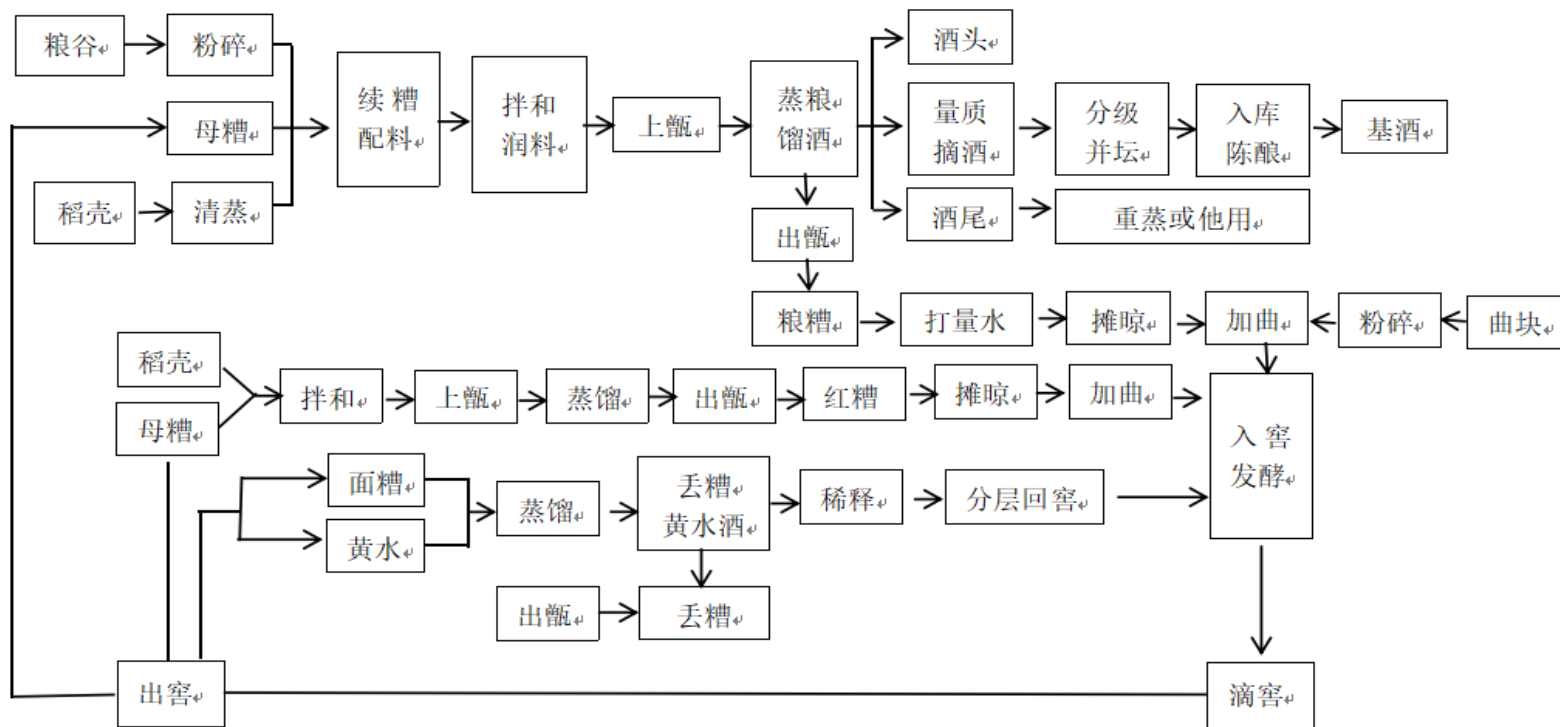 粮谷
粉碎
母糟
稻壳
清蒸
续糟
配料
拌和
润料
上甑
蒸粮
馏酒
酒头
量质
摘酒
分级
并坛
入库
陈酿
基酒
酒尾
重蒸或他用
出甑
粮糟
打量水
摊晾
加曲
粉碎
曲块
稻壳
母糟
拌和
上甑
蒸馏
出甑
红糟
摊晾
加曲
入窖
发酵
面糟
黄水
蒸馏
丢糟
黄水酒
稀释
分层回窖
出甑
丢糟
出窖
滴窖